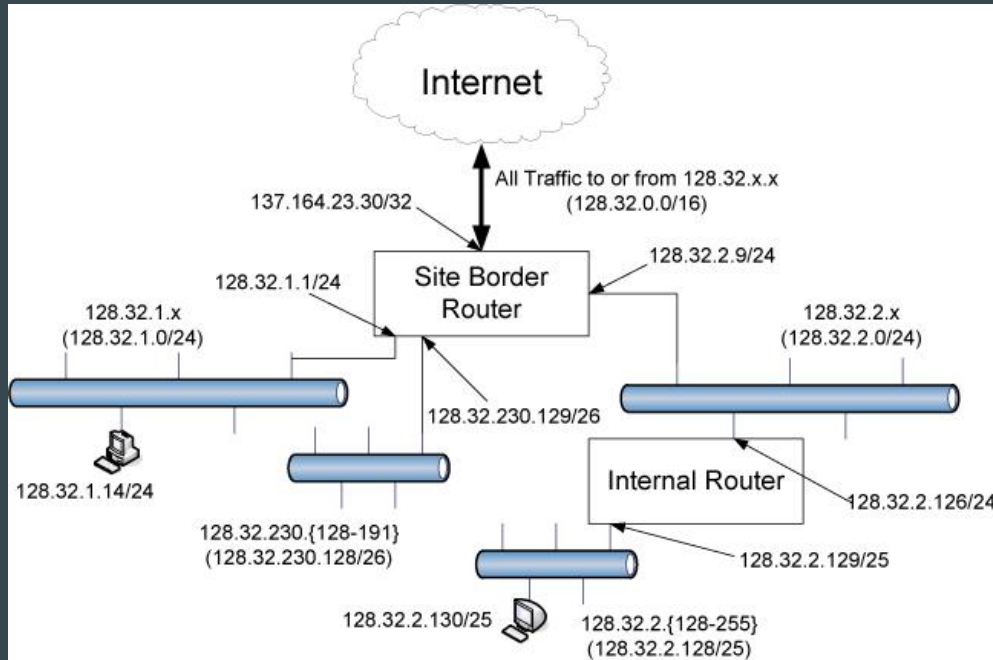 Internet
All Traffic to or from 128.32.x.x
(128.32.0.0/16)
137.164.23.30/32
128.32.2.9/24
128.32.1.1/24
Site Border
Router
128.32.1.x
(128.32.1.0/24)
128.32.2.x
(128.32.2.0/24)
128.32.230.129/26
128.32.1.14/24
Internal Router
128.32.2.126/24
128.32.230.{128-191}
(128.32.230.128/26)
128.32.2.129/25
128.32.2.130/25
128.32.2.{128-255}
(128.32.2.128/25)